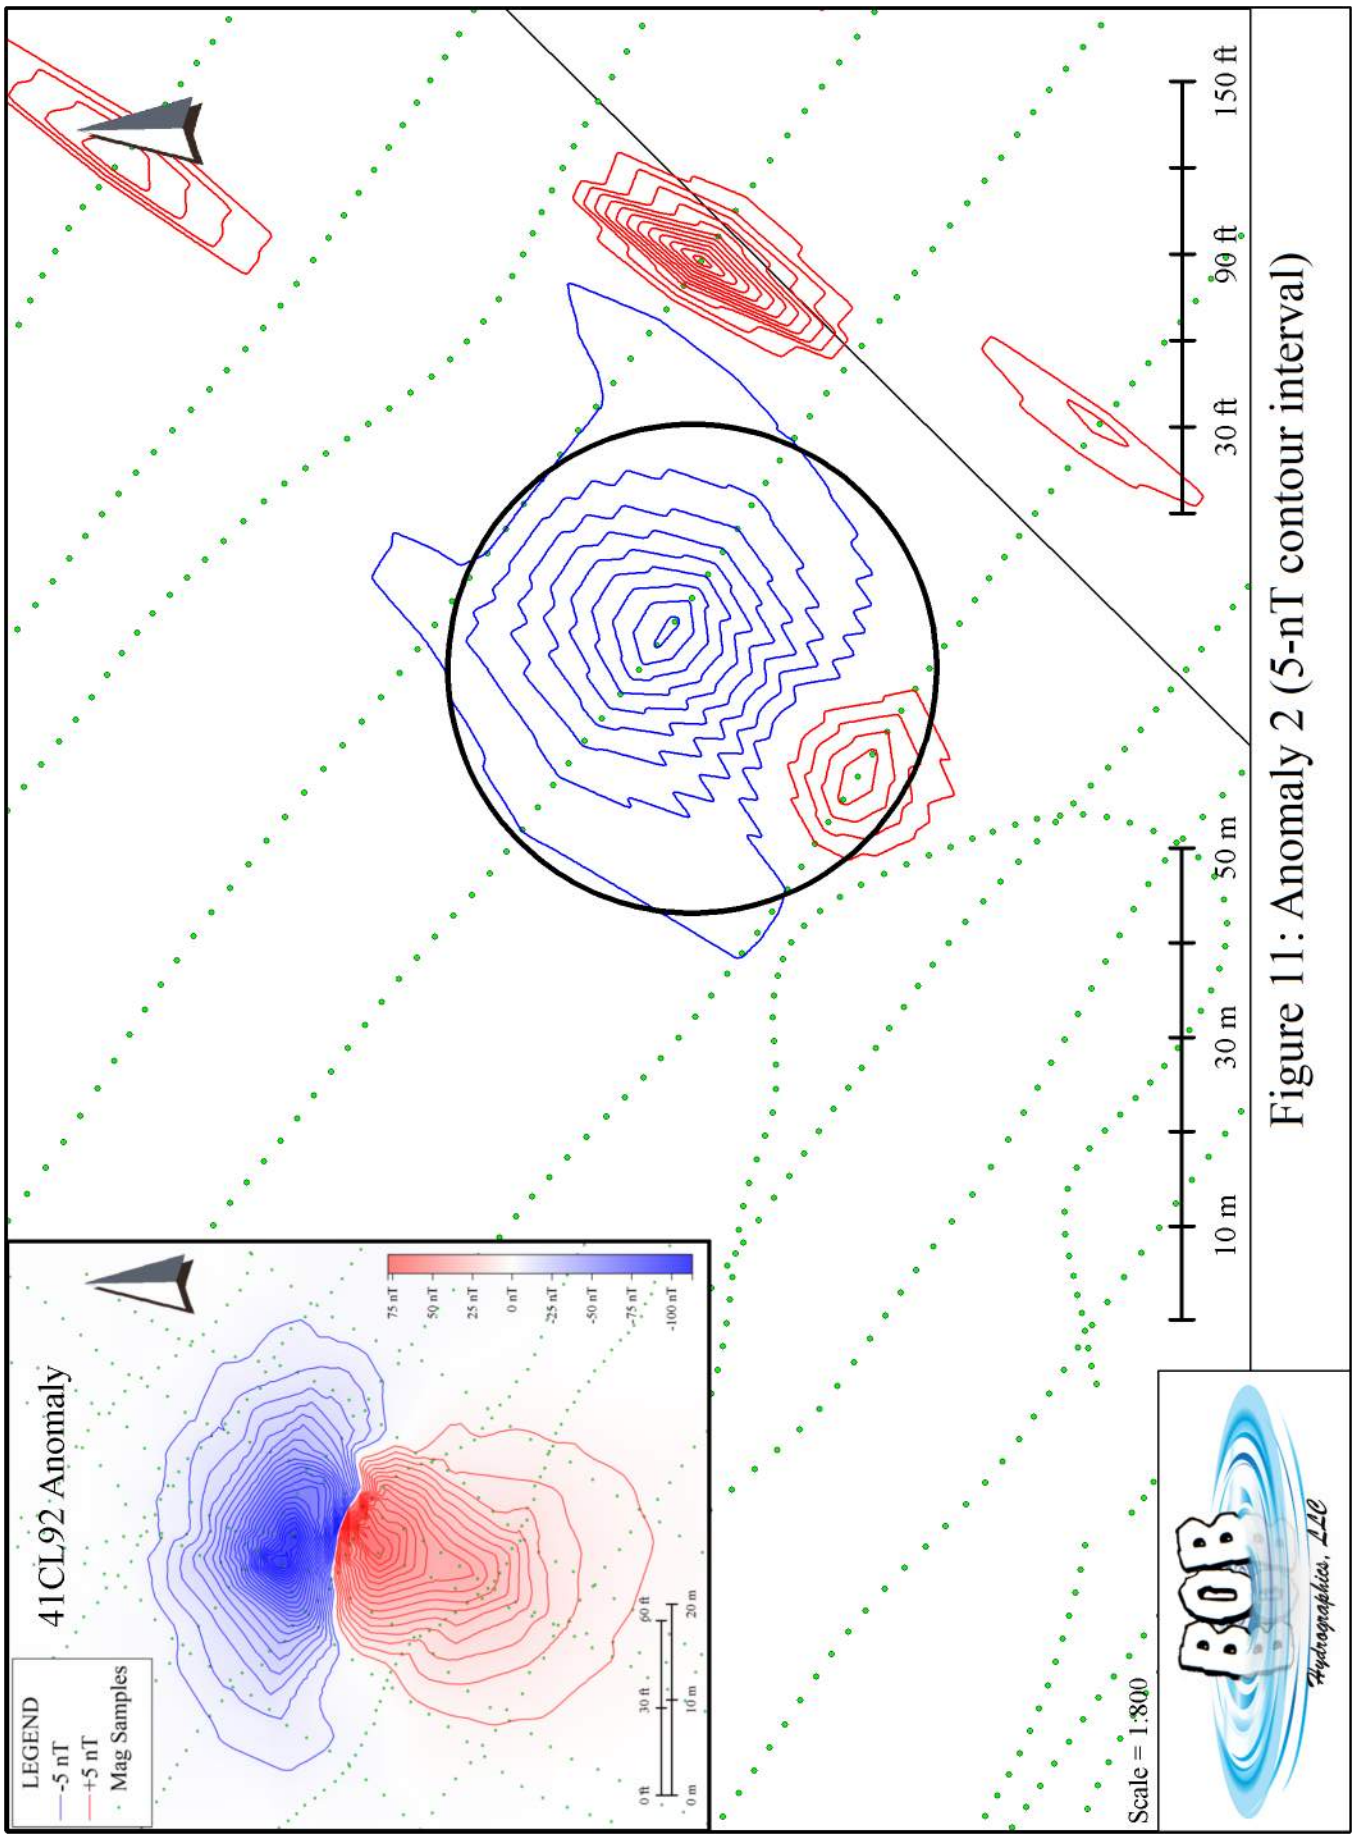 LEGEND
-5 nT
+5 nT
Mag Samples
41CL92 Anomaly
75 nT
50 nT
25 nT
0 nT
-25 nT
-50 nT
-75 nT
-100 nT
0 ft
30 ft
60 ft
0 m
10 m
20 m
Scale = 1:800
BOB
Hydrographics, LLC
10 m
30 m
50 m
30 ft
90 ft
150 ft
Figure 11: Anomaly 2 (5-nT contour interval)